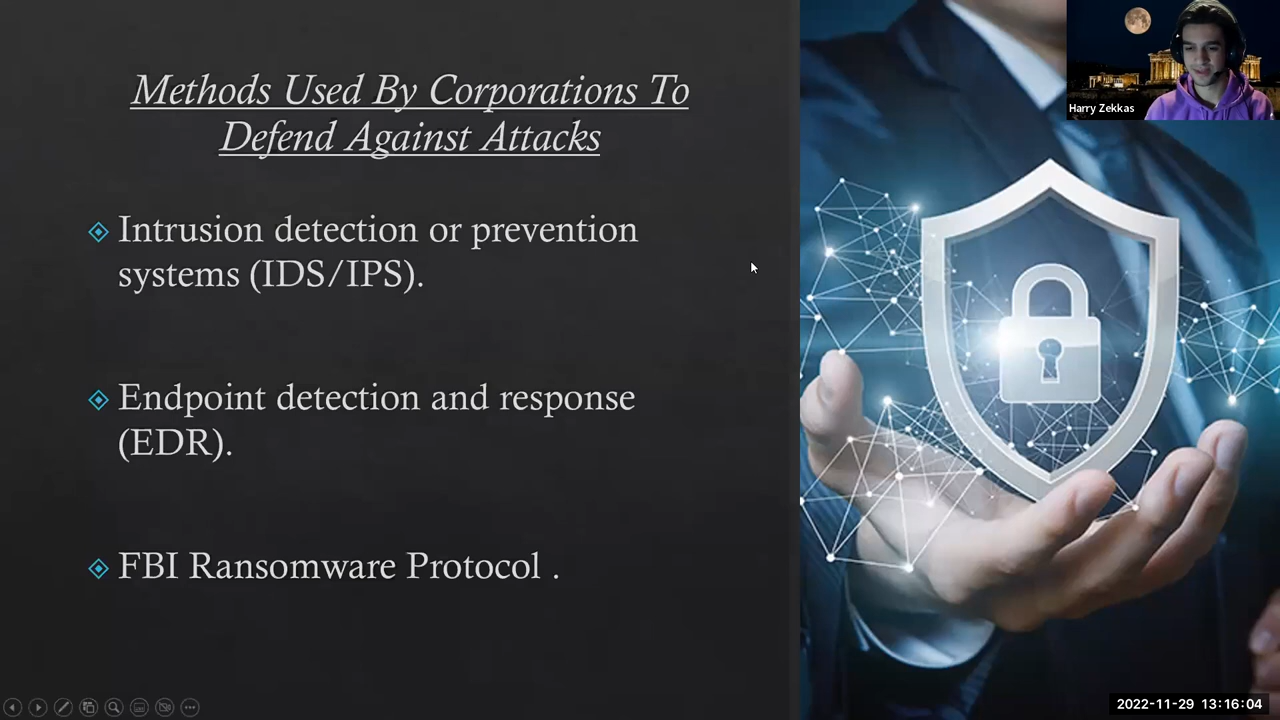 Methods Used By Corporations To
Defend Against Attacks
Intrusion detection or prevention
systems (IDS/IPS).
Endpoint detection and response
(EDR).
FBI Ransomware Protocol .
Harry Zekkas
2022-11-29 13:16:04